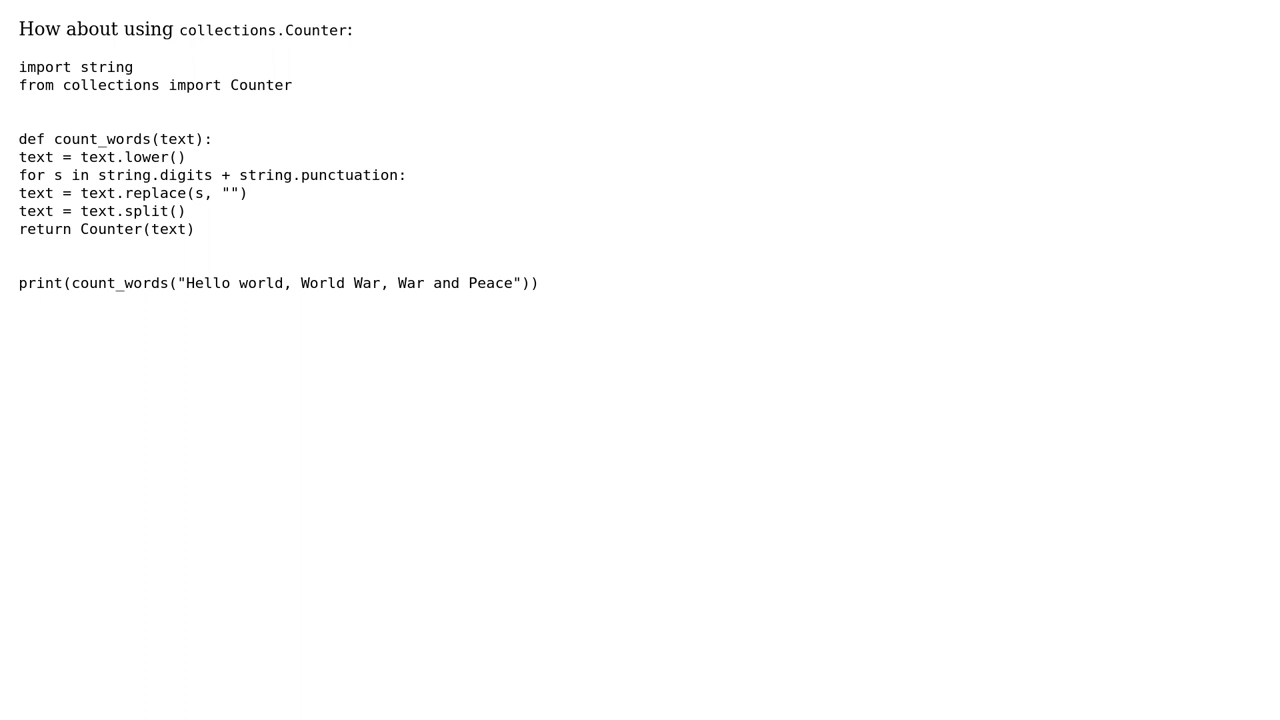 How about using collections.Counter:
import string
from collections import Counter
def count_words(text):
text = text.lower()
for s in string.digits + string.punctuation:
text = text.replace(s, "")
text = text.split()
return Counter(text)
print(count_words("Hello world, World War, War and Peace"))